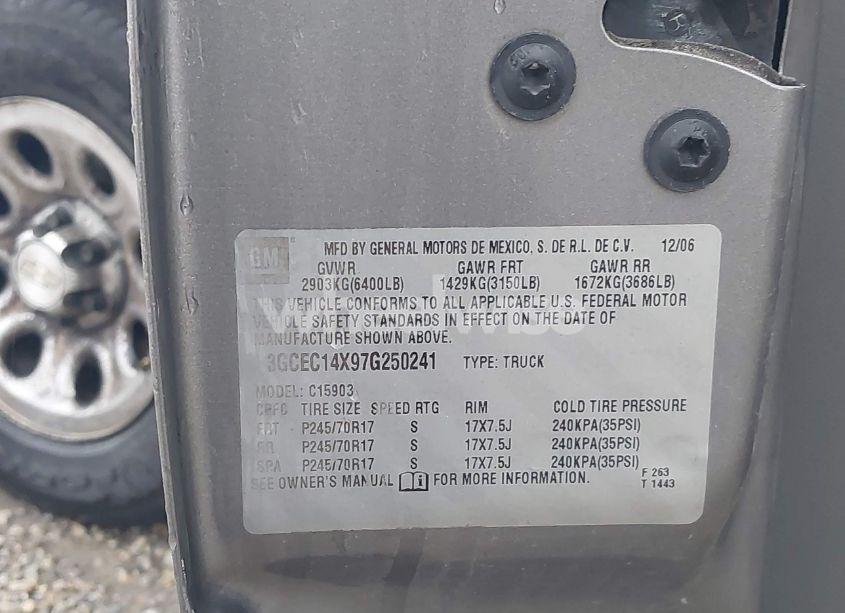 GM
MFD BY GENERAL MOTORS DE MEXICO, S. DE R.L. DE C.V. 12/06
GVWR GAWR FRT GAWR RR
2903KG(6400LB) 1429KG(3150LB) 1672KG(3686LB)
THIS VEHICLE CONFORMS TO ALL APPLICABLE U.S. FEDERAL MOTOR
VEHICLE SAFETY STANDARDS IN EFFECT ON THE DATE OF
MANUFACTURE SHOWN ABOVE.
3GCEC14X97G250241 TYPE: TRUCK
MODEL: C15903
TIRE SIZE SPEED RTG RIM COLD TIRE PRESSURE
FRT P245/70R17 S 17X7.5J 240KPA(35PSI)
RR P245/70R17 S 17X7.5J 240KPA(35PSI)
SPA P245/70R17 S 17X7.5J 240KPA(35PSI)
SEE OWNER'S MANUAL FOR MORE INFORMATION.
F 263
T 1443